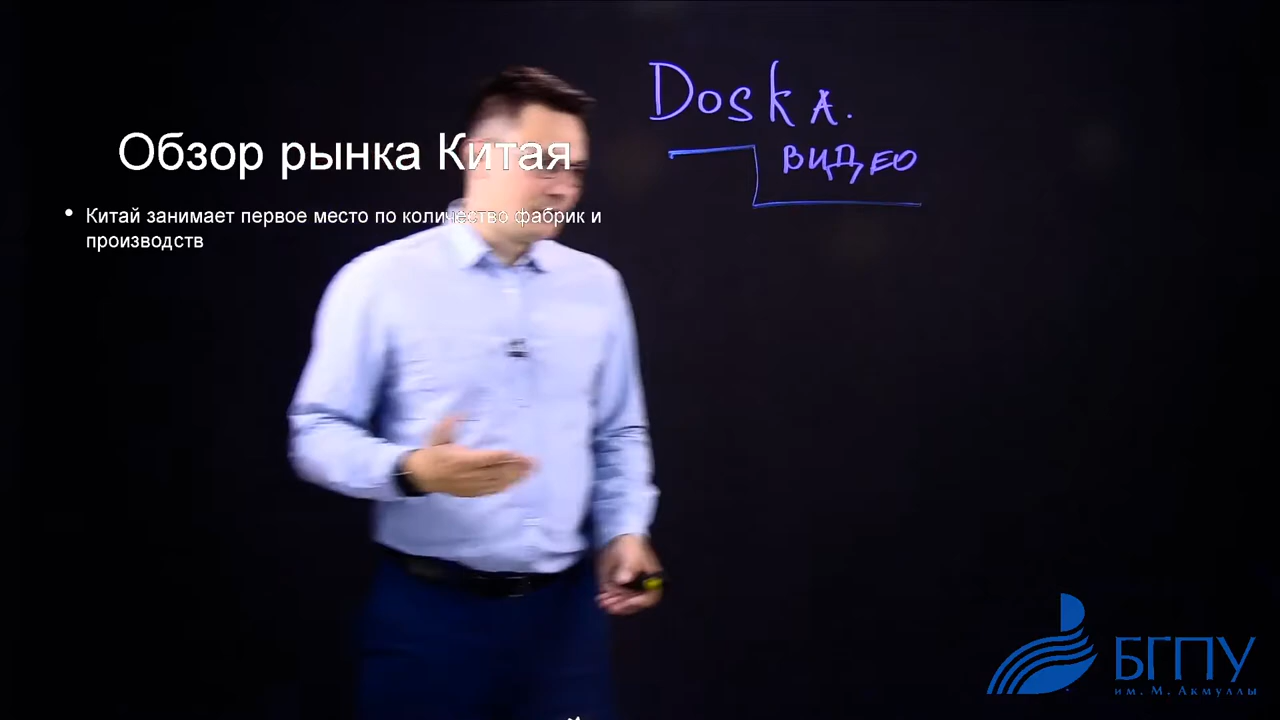 Doska.
ВИДЕО
Обзор рынка Китая
• Китай занимает первое место по количество фабрик и
производств
БГПУ
им. М. Акмуллы